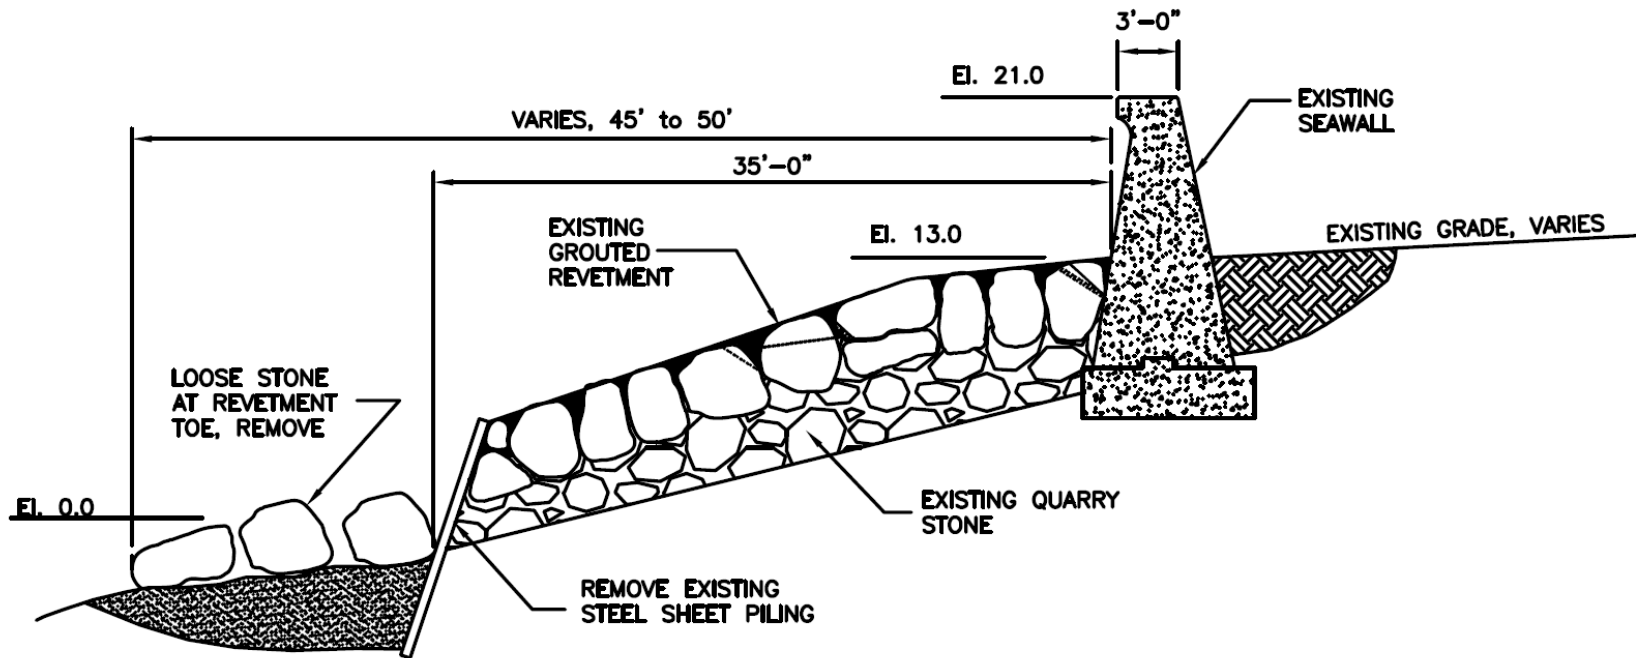 3'-0"
El. 21.0
EXISTING
SEAWALL
VARIES, 45' to 50'
35'-0"
EXISTING
GROUTED
REVETMENT
El. 13.0
EXISTING GRADE, VARIES
LOOSE STONE
AT REVETMENT
TOE, REMOVE
El. 0.0
EXISTING QUARRY
STONE
REMOVE EXISTING
STEEL SHEET PILING